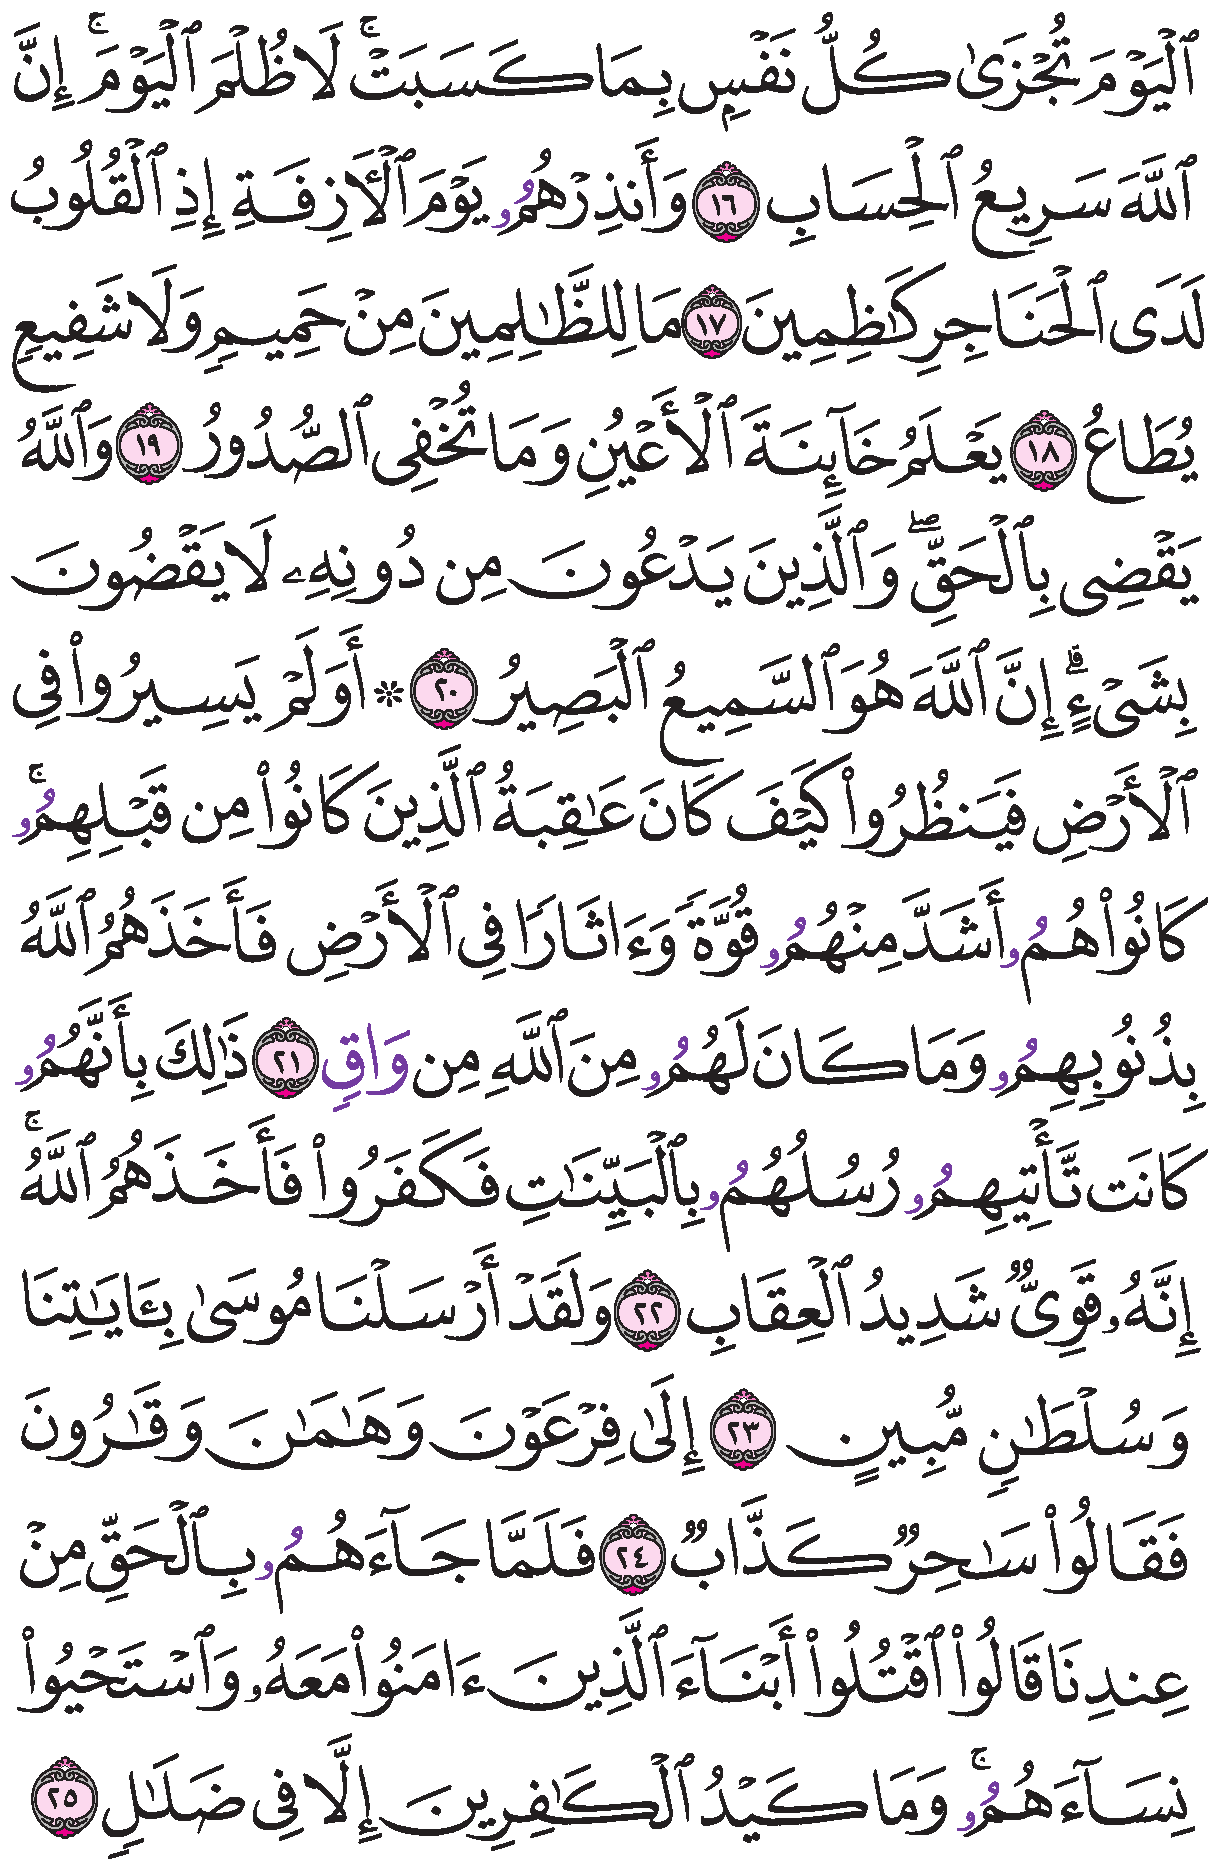 ٱلۡيَوۡمَ تُجۡزَىٰ كُلُّ نَفۡسِۭ بِمَا كَسَبَتۡۚ لَا ظُلۡمَ ٱلۡيَوۡمَۚ إِنَّ
ٱللَّهَ سَرِيعُ ٱلۡحِسَابِ ١٦ وَأَنذِرۡهُمُۥ يَوۡمَ ٱلۡأٓزِفَةِ إِذِ ٱلۡقُلُوبُ
لَدَى ٱلۡحَنَاجِرِ كَٰظِمِينَ ١٧ مَا لِلظَّٰلِمِينَ مِنۡ حَمِيمٖ وَلَا شَفِيعٖ
يُطَاعُ ١٨ يَعۡلَمُ خَآئِنَةَ ٱلۡأَعۡيُنِ وَمَا تُخۡفِي ٱلصُّدُورُ ١٩ وَٱللَّهُ
يَقۡضِي بِٱلۡحَقِّۖ وَٱلَّذِينَ يَدۡعُونَ مِن دُونِهِۦ لَا يَقۡضُونَ
بِشَيۡءٍۗ إِنَّ ٱللَّهَ هُوَ ٱلسَّمِيعُ ٱلۡبَصِيرُ ٢٠ ۞ أَوَلَمۡ يَسِيرُواْ فِي
ٱلۡأَرۡضِ فَيَنظُرُواْ كَيۡفَ كَانَ عَٰقِبَةُ ٱلَّذِينَ كَانُواْ مِن قَبۡلِهِمُۥۚ
كَانُواْ هُمُۥ أَشَدَّ مِنۡهُمُۥ قُوَّةٗ وَءَاثَارٗا فِي ٱلۡأَرۡضِ فَأَخَذَهُمُ ٱللَّهُ
بِذُنُوبِهِمُۥ وَمَا كَانَ لَهُمُۥ مِنَ ٱللَّهِ مِن وَاقٖ ٢١ ذَٰلِكَ بِأَنَّهُمُۥ
كَانَت تَّأۡتِيهِمُۥ رُسُلُهُمُۥ بِٱلۡبَيِّنَٰتِ فَكَفَرُواْ فَأَخَذَهُمُ ٱللَّهُۚ
إِنَّهُۥ قَوِيّٞ شَدِيدُ ٱلۡعِقَابِ ٢٢ وَلَقَدۡ أَرۡسَلۡنَا مُوسَىٰ بِـَٔايَٰتِنَا
وَسُلۡطَٰنٖ مُّبِينٍ ٢٣ إِلَىٰ فِرۡعَوۡنَ وَهَٰمَٰنَ وَقَٰرُونَ
فَقَالُواْ سَٰحِرٞ كَذَّابٞ ٢٤ فَلَمَّا جَآءَهُمُۥ بِٱلۡحَقِّ مِنۡ
عِندِنَا قَالُواْ ٱقۡتُلُواْ أَبۡنَآءَ ٱلَّذِينَ ءَامَنُواْ مَعَهُۥ وَٱسۡتَحۡيُواْ
نِسَآءَهُمُۥۚ وَمَا كَيۡدُ ٱلۡكَٰفِرِينَ إِلَّا فِي ضَلَٰلٖ ٢٥